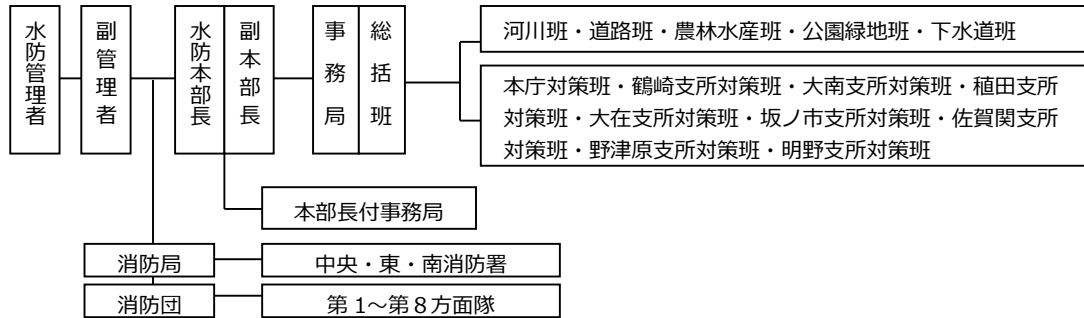 水防管理者
副管理者
水防本部長
副本部長
事務局
総括班
河川班・道路班・農林水産班・公園緑地班・下水道班
本庁対策班・鶴崎支所対策班・大南支所対策班・稙田支所
対策班・大在支所対策班・坂ノ市支所対策班・佐賀関支所
対策班・野津原支所対策班・明野支所対策班
本部長付事務局
消防局
中央・東・南消防署
消防団
第1~第8方面隊